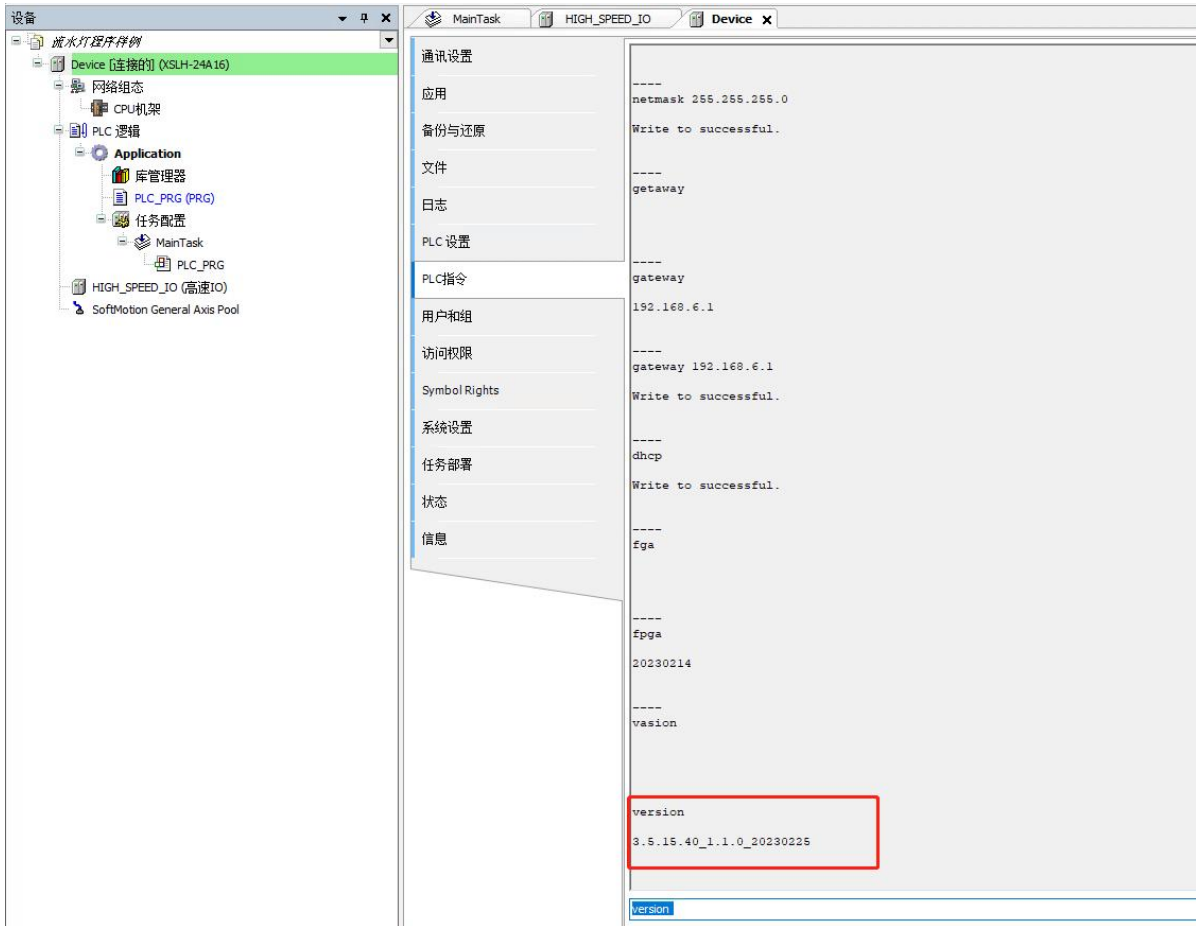 设备
流水灯程序样例
Device [连接的] (XSLH-24A16)
网络组态
CPU机架
PLC 逻辑
Application
库管理器
PLC_PRG (PRG)
任务配置
MainTask
PLC_PRG
HIGH_SPEED_IO (高速IO)
SoftMotion General Axis Pool
MainTask
HIGH_SPEED_IO
Device
通讯设置
应用
备份与还原
文件
日志
PLC 设置
PLC指令
用户和组
访问权限
Symbol Rights
系统设置
任务部署
状态
信息
----
netmask 255.255.255.0
Write to successful.
----
getaway
----
gateway
192.168.6.1
----
gateway 192.168.6.1
Write to successful.
----
dhcp
Write to successful.
----
fga
----
fpga
20230214
----
vasion
version
3.5.15.40_1.1.0_20230225
version